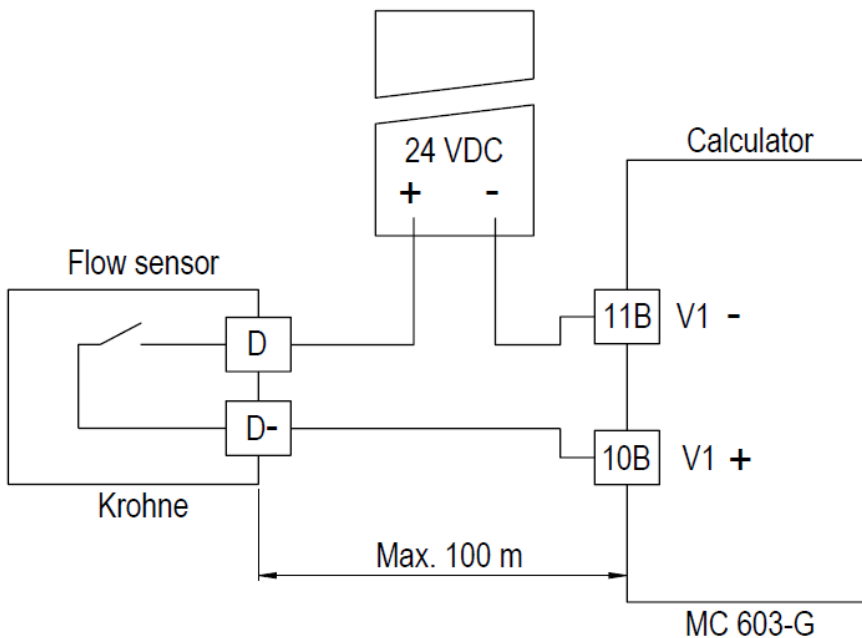 24 VDC
+ -
Calculator
Flow sensor
11B V1 -
D
D-
10B V1 +
Krohne
Max. 100 m
MC 603-G